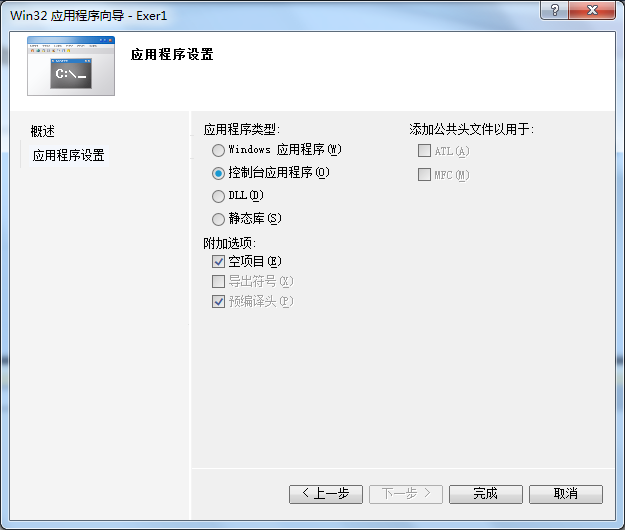 Win32 应用程序向导 - Exer1
?
C:\_
应用程序设置
概述
应用程序设置
应用程序类型:
Windows 应用程序(W)
控制台应用程序(O)
DLL(D)
静态库(S)
附加选项:
空项目(E)
导出符号(X)
预编译头(P)
添加公共头文件以用于:
ATL(A)
MFC(M)
< 上一步
下一步 >
完成
取消